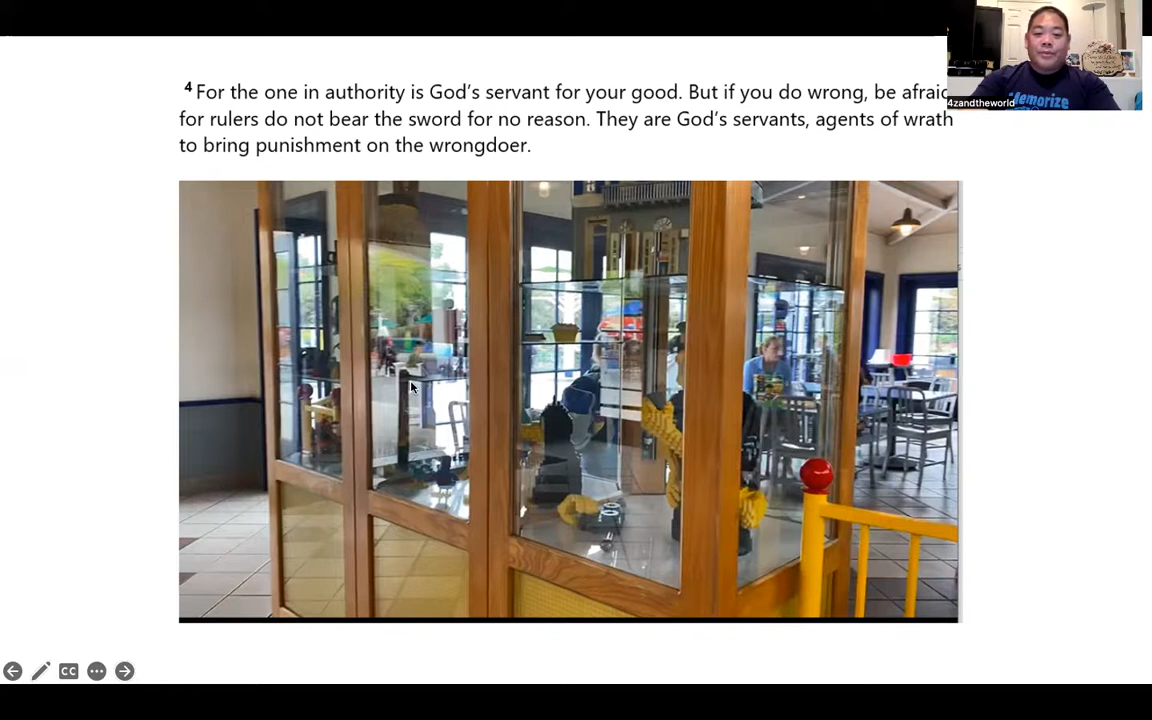 4 For the one in authority is God's servant for your good. But if you do wrong, be afraid
for rulers do not bear the sword for no reason. They are God's servants, agents of wrath
to bring punishment on the wrongdoer.
4zandtheworld
Memorize
CC